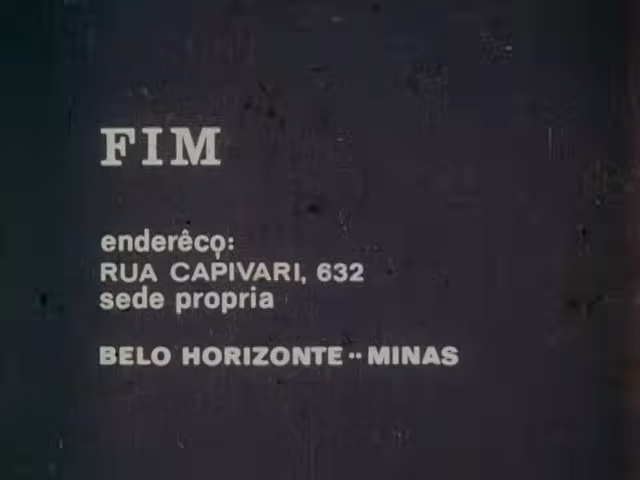 FIM
enderêço:
RUA CAPIVARI, 632
sede propria
BELO HORIZONTE -- MINAS